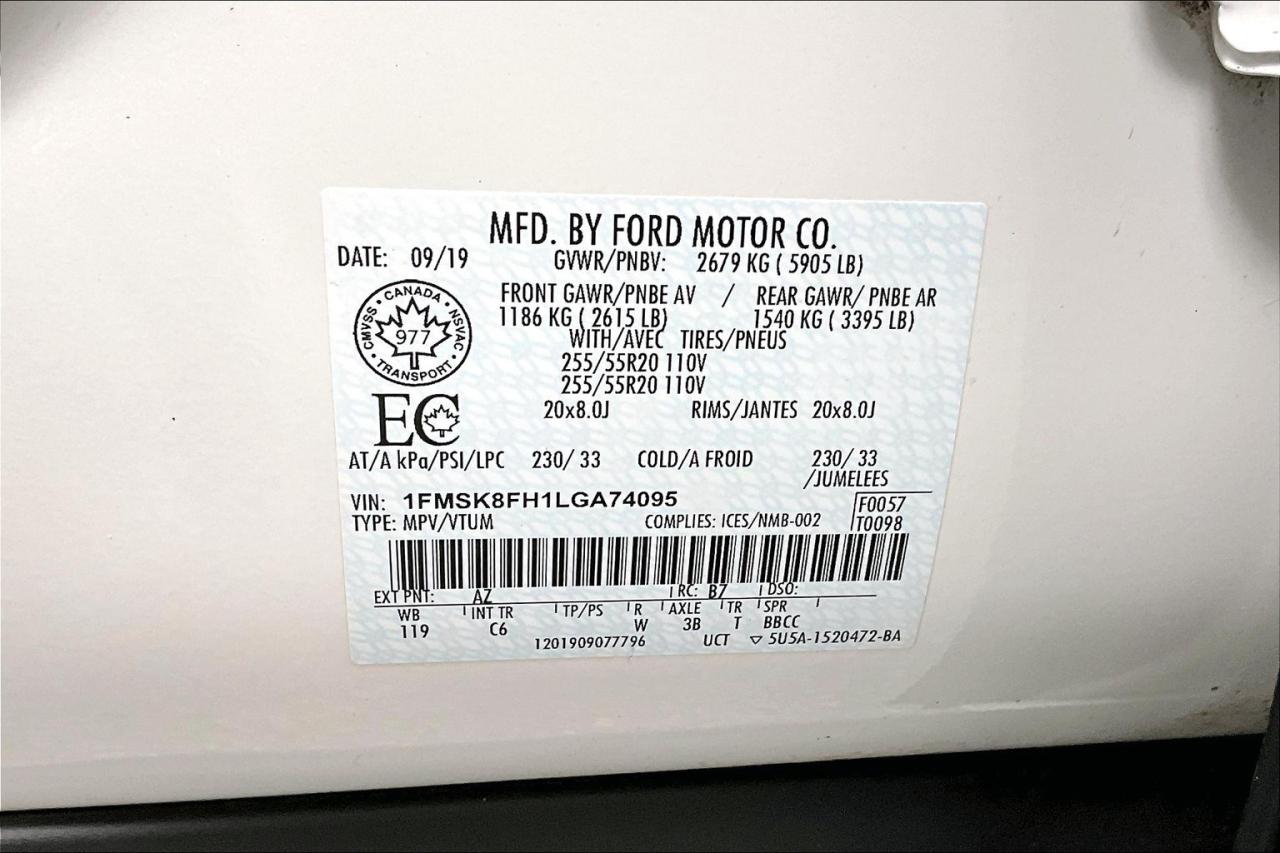 MFD. BY FORD MOTOR CO.
DATE: 09/19 GVWR/PNBV: 2679 KG ( 5905 LB)
FRONT GAWR/PNBE AV / REAR GAWR/ PNBE AR
1186 KG ( 2615 LB) 1540 KG ( 3395 LB)
WITH/AVEC TIRES/PNEUS
255/55R20 110V
255/55R20 110V
CANADA
CMVSS 977 NSVAC
TRANSPORT
EC
20x8.0J RIMS/JANTES 20x8.0J
AT/A kPa/PSI/LPC 230/ 33 COLD/A FROID 230/ 33
/JUMELEES
VIN: 1FMSK8FH1LGA74095 F0057
TYPE: MPV/VTUM COMPLIES: ICES/NMB-002 T0098
EXT PNT: AZ RC: B7 DSO:
WB INT TR TP/PS R AXLE TR SPR
119 C6 W 3B T BBCC
1201909077796 UCT ▽ 5U5A-1520472-BA